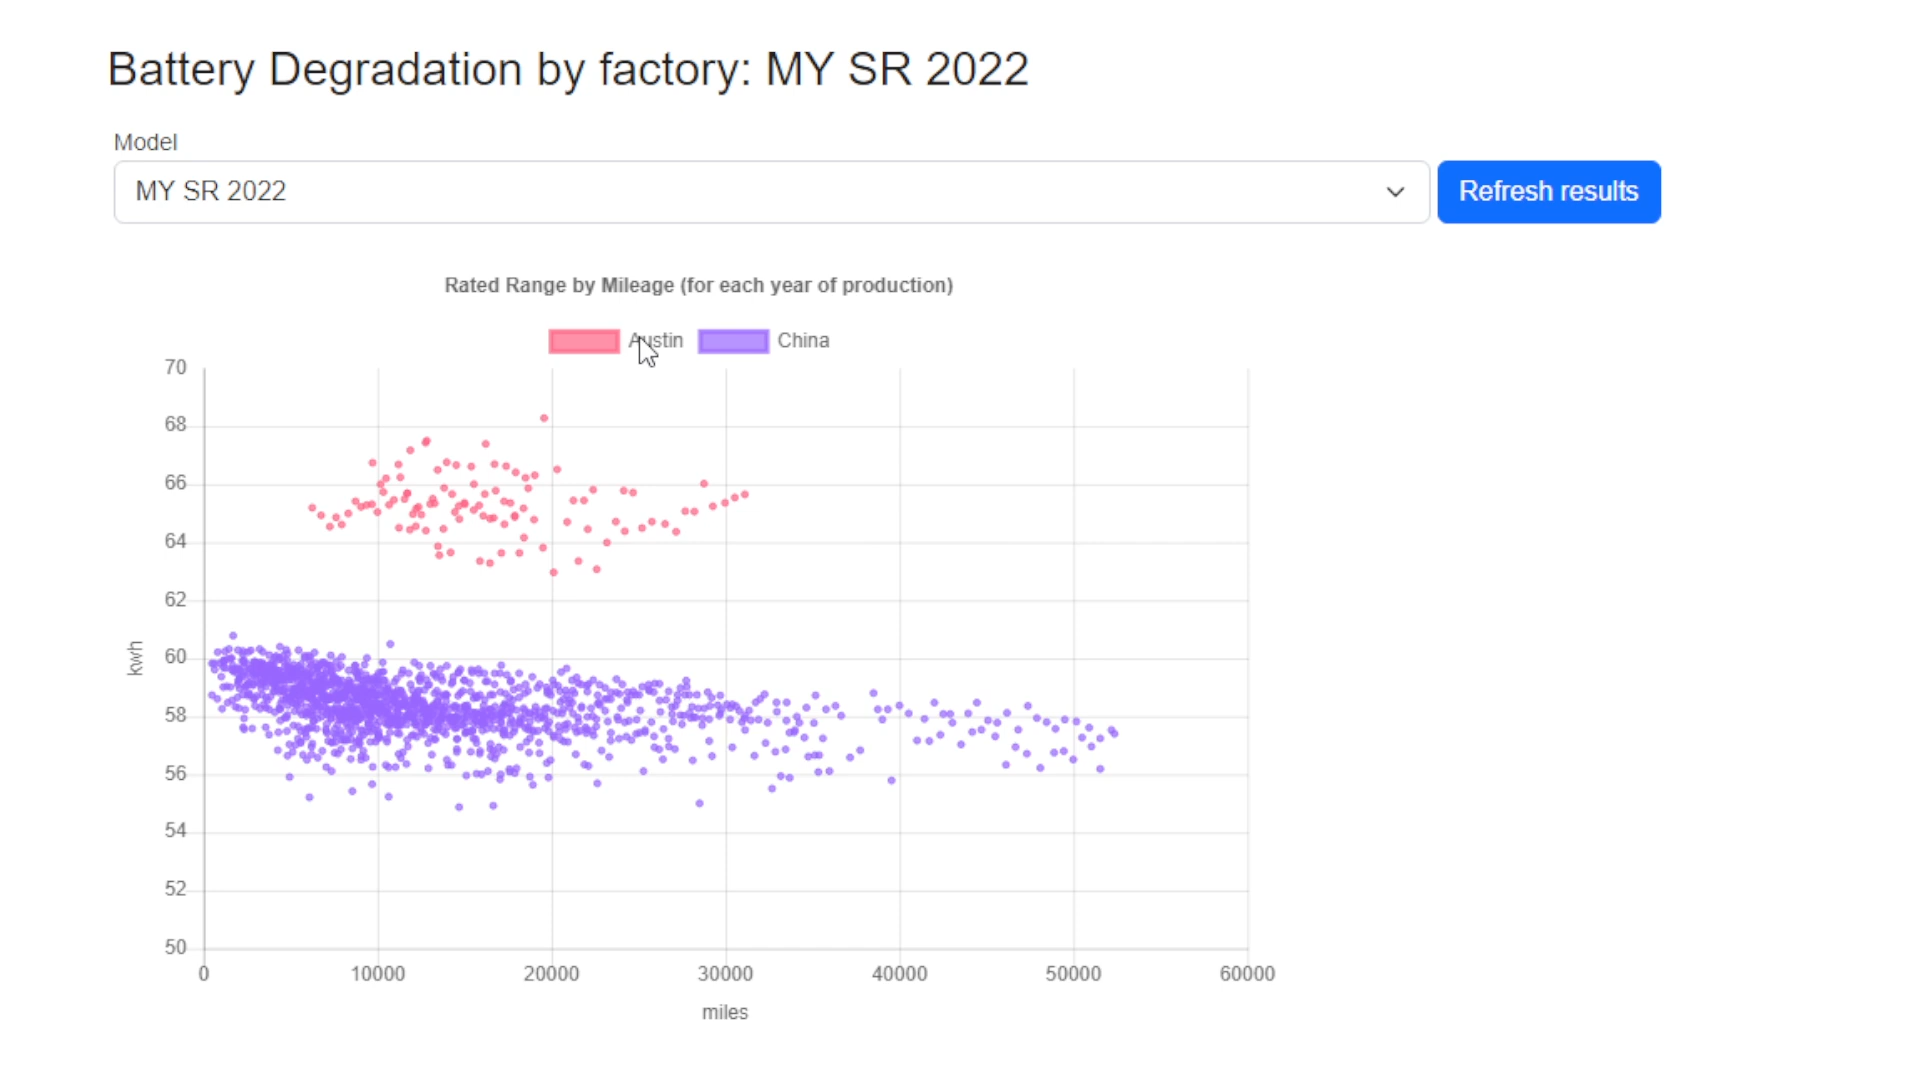 Battery Degradation by factory: MY SR 2022
Model
MY SR 2022
Refresh results
Rated Range by Mileage (for each year of production)
Austin China
70
68
66
64
62
60
58
56
54
52
50
kwh
0 10000 20000 30000 40000 50000 60000
miles